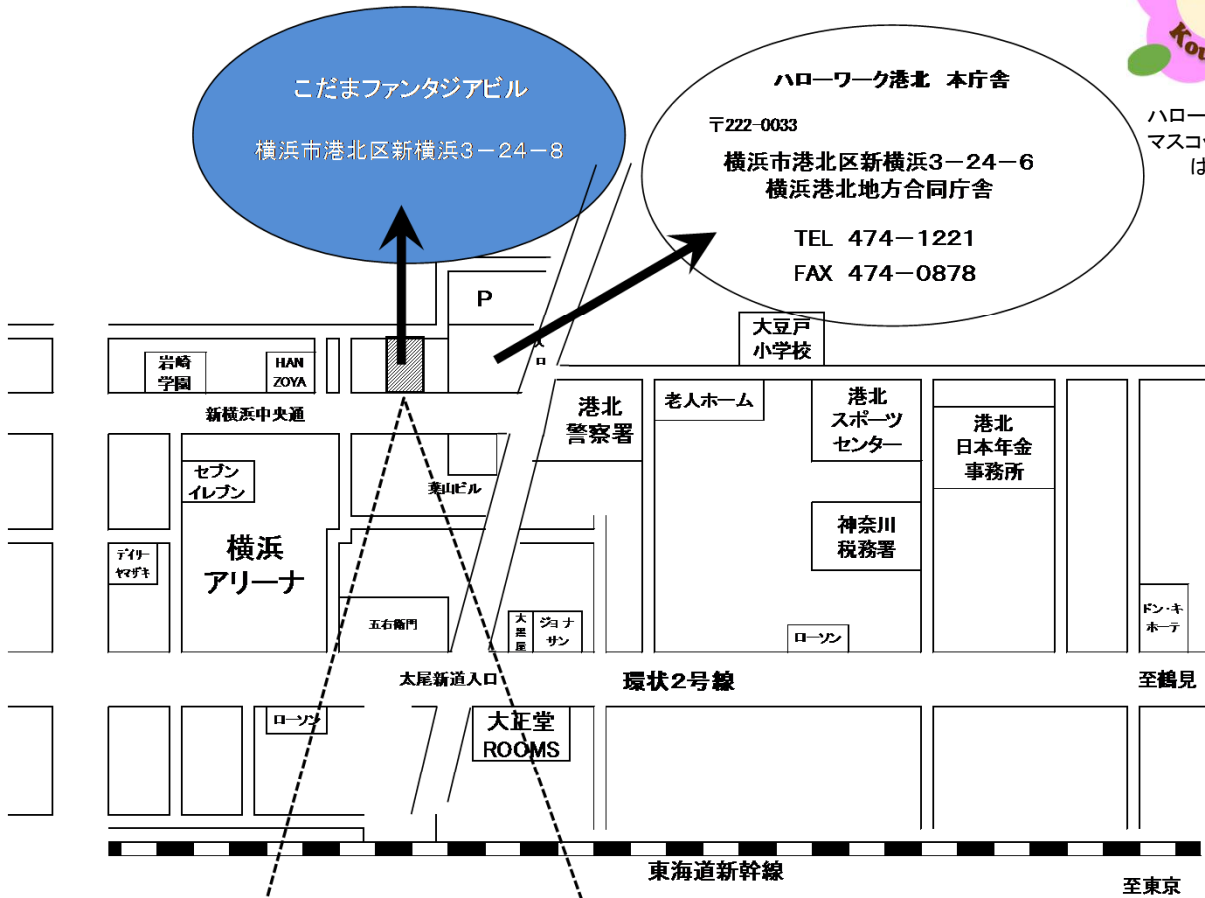 こだまファンタジアビル
横浜市港北区新横浜3－24－8
ハローワーク港北 本庁舎
〒222-0033
横浜市港北区新横浜3－24－6
横浜港北地方合同庁舎
TEL 474－1221
FAX 474－0878
Kou
ハロー
マスコッ
は
P
入
口
大豆戸
小学校
岩崎
学園
HAN
ZOYA
新横浜中央通
港北
警察署
老人ホーム
港北
スポーツ
センター
港北
日本年金
事務所
セブン
イレブン
葉山ビル
神奈川
税務署
横浜
アリーナ
デイリー
ヤマザキ
五右衛門
大
黒
屋
ジョナ
サン
ローソン
ドン・キ
ホーテ
太尾新道入口
環状2号線
至鶴見
ローソン
大正堂
ROOMS
東海道新幹線
至東京